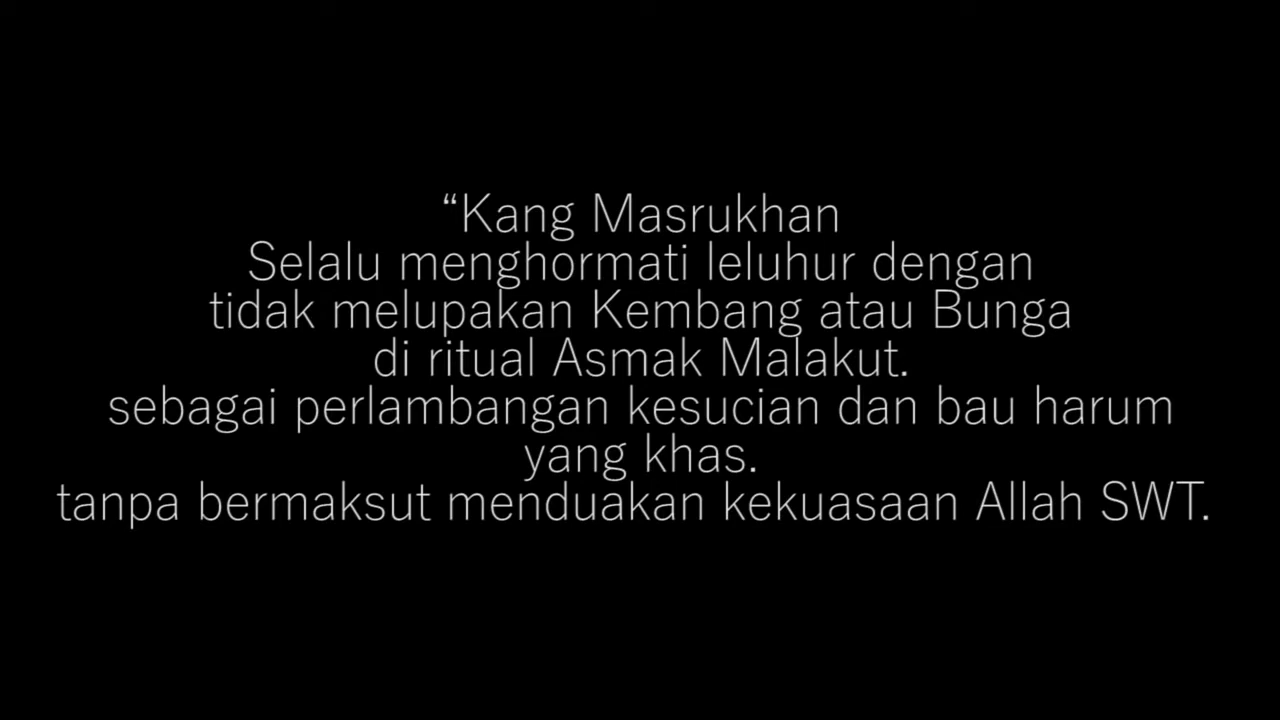 “Kang Masrukhan
Selalu menghormati leluhur dengan
tidak melupakan Kembang atau Bunga
di ritual Asmak Malakut.
sebagai perlambangan kesucian dan bau harum
yang khas.
tanpa bermaksut menduakan kekuasaan Allah SWT.